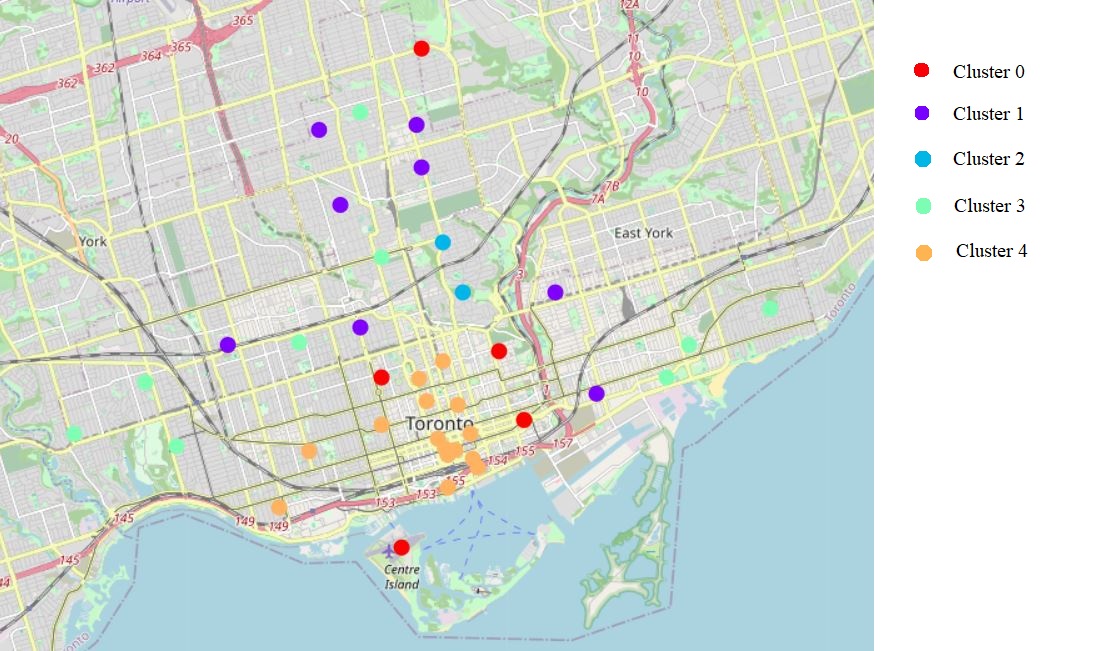 Airport
365
365
364
362
362
12A
11
10
10
20
7B
7A
York
East York
3
Toronto
1
Toronto
157
155
154
155
153
153
149
149
145
145
44
Centre
Island
onto
Cluster 0
Cluster 1
Cluster 2
Cluster 3
Cluster 4